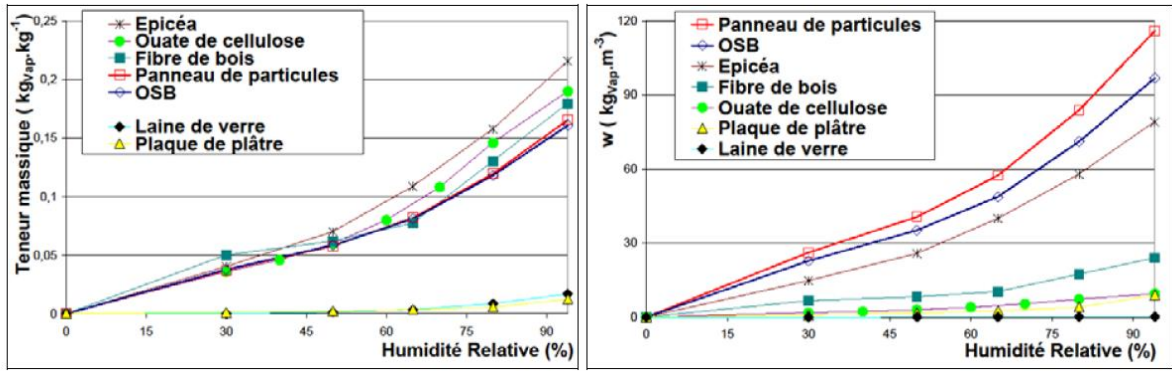 Teneur massique ( kgVap.kg-1)
0,25
0,2
0,15
0,1
0,05
0
Epicéa
Ouate de cellulose
Fibre de bois
Panneau de particules
OSB
Laine de verre
Plaque de plâtre
0
15
30
45
60
75
90
Humidité Relative (%)
w ( kgVap.m-3)
120
90
60
30
0
Panneau de particules
OSB
Epicéa
Fibre de bois
Ouate de cellulose
Plaque de plâtre
Laine de verre
0
15
30
45
60
75
90
Humidité Relative (%)